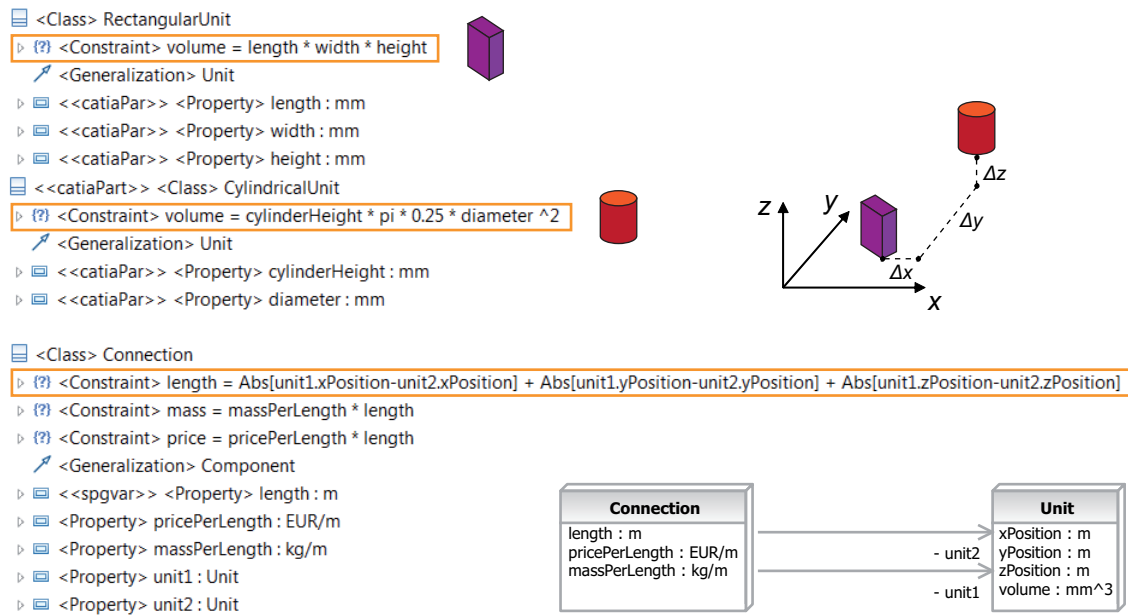 <Class> RectangularUnit
{?} <Constraint> volume = length * width * height
<Generalization> Unit
<<catiaPar>> <Property> length : mm
<<catiaPar>> <Property> width : mm
<<catiaPar>> <Property> height : mm
<<catiaPart>> <Class> CylindricalUnit
{?} <Constraint> volume = cylinderHeight * pi * 0.25 * diameter ^2
<Generalization> Unit
<<catiaPar>> <Property> cylinderHeight : mm
<<catiaPar>> <Property> diameter : mm
z
y
x
Δx
Δy
Δz
<Class> Connection
{?} <Constraint> length = Abs[unit1.xPosition-unit2.xPosition] + Abs[unit1.yPosition-unit2.yPosition] + Abs[unit1.zPosition-unit2.zPosition]
{?} <Constraint> mass = massPerLength * length
{?} <Constraint> price = pricePerLength * length
<Generalization> Component
<<spgvar>> <Property> length : m
<Property> pricePerLength : EUR/m
<Property> massPerLength : kg/m
<Property> unit1 : Unit
<Property> unit2 : Unit
Connection
length : m
pricePerLength : EUR/m
massPerLength : kg/m
- unit2
- unit1
Unit
xPosition : m
yPosition : m
zPosition : m
volume : mm^3